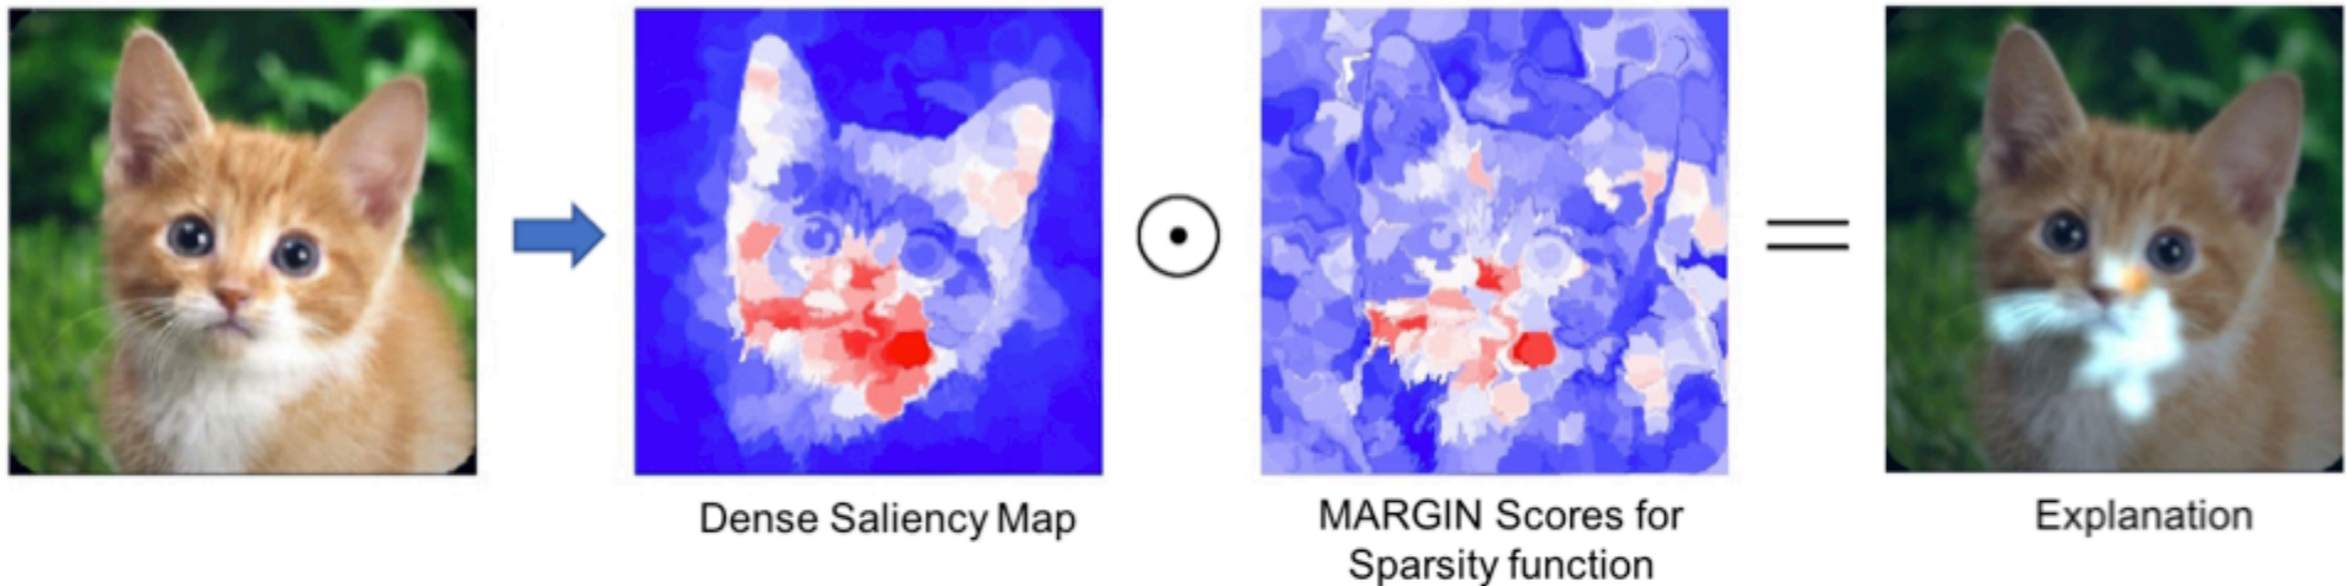 Dense Saliency Map
MARGIN Scores for
Sparsity function
Explanation